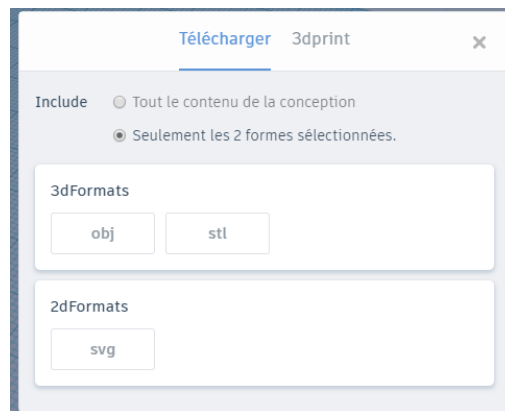 Télécharger 3dprint ×
Include Tout le contenu de la conception
Seulement les 2 formes sélectionnées.
3dFormats
obj stl
2dFormats
svg